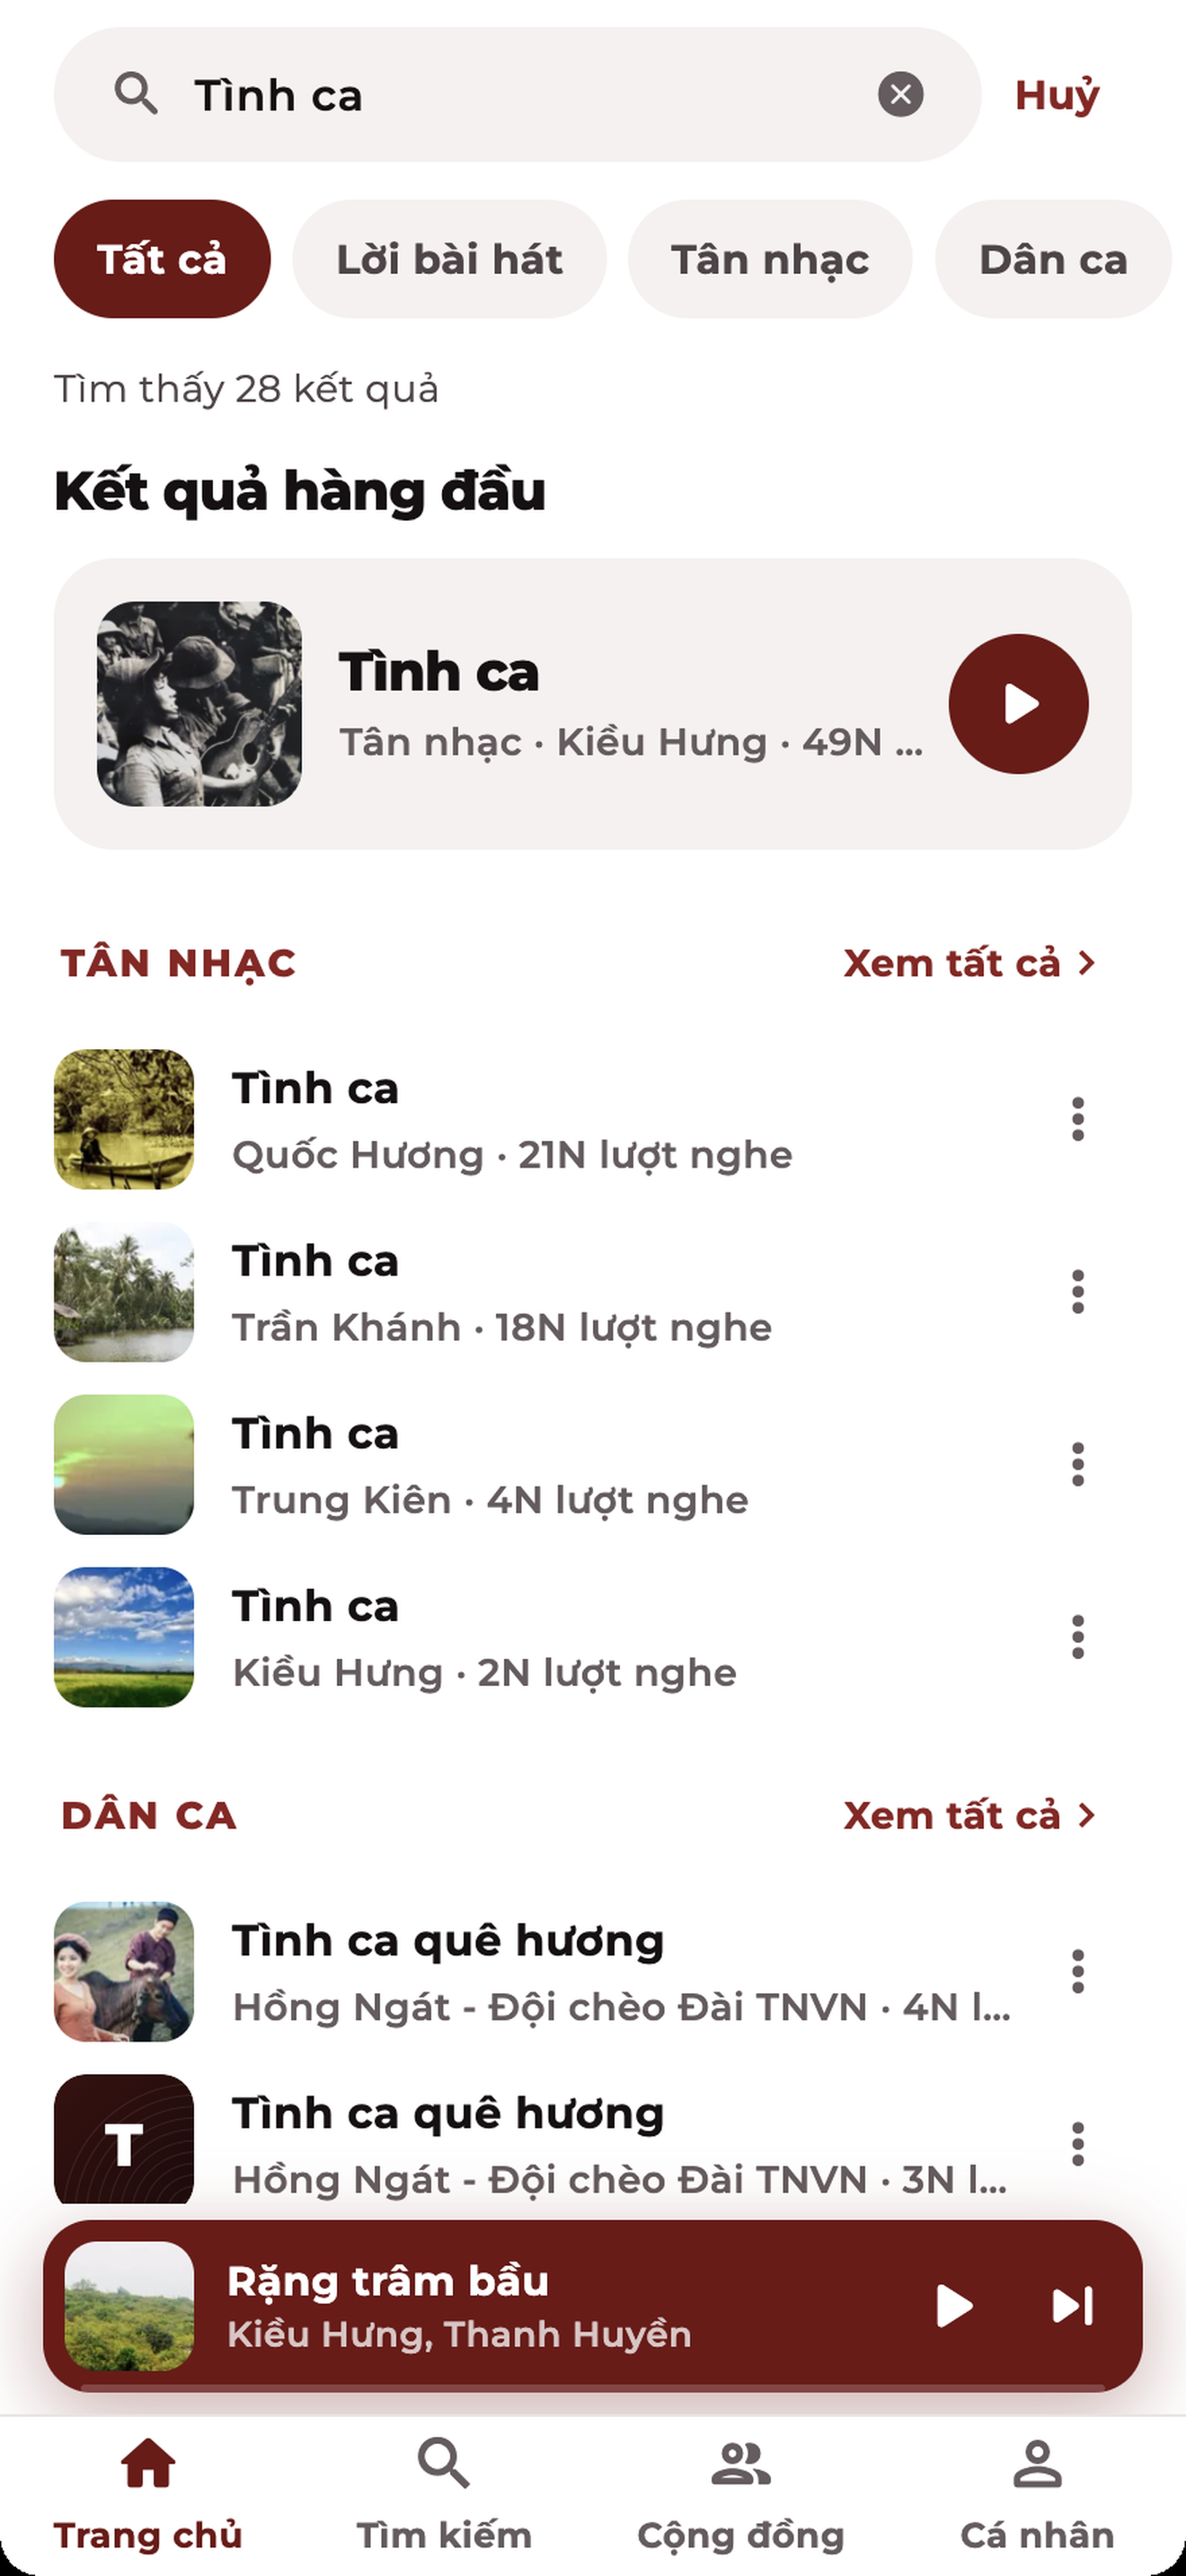 Tình ca
Huỷ
Tất cả
Lời bài hát
Tân nhạc
Dân ca
Tìm thấy 28 kết quả
Kết quả hàng đầu
Tình ca
Tân nhạc · Kiều Hưng · 49N ...
TÂN NHẠC
Xem tất cả
Tình ca
Quốc Hương · 21N lượt nghe
Tình ca
Trần Khánh · 18N lượt nghe
Tình ca
Trung Kiên · 4N lượt nghe
Tình ca
Kiều Hưng · 2N lượt nghe
DÂN CA
Xem tất cả
Tình ca quê hương
Hồng Ngát - Đội chèo Đài TNVN · 4N l...
T
Tình ca quê hương
Hồng Ngát - Đội chèo Đài TNVN · 3N l...
Rặng trâm bầu
Kiều Hưng, Thanh Huyền
Trang chủ
Tìm kiếm
Cộng đồng
Cá nhân